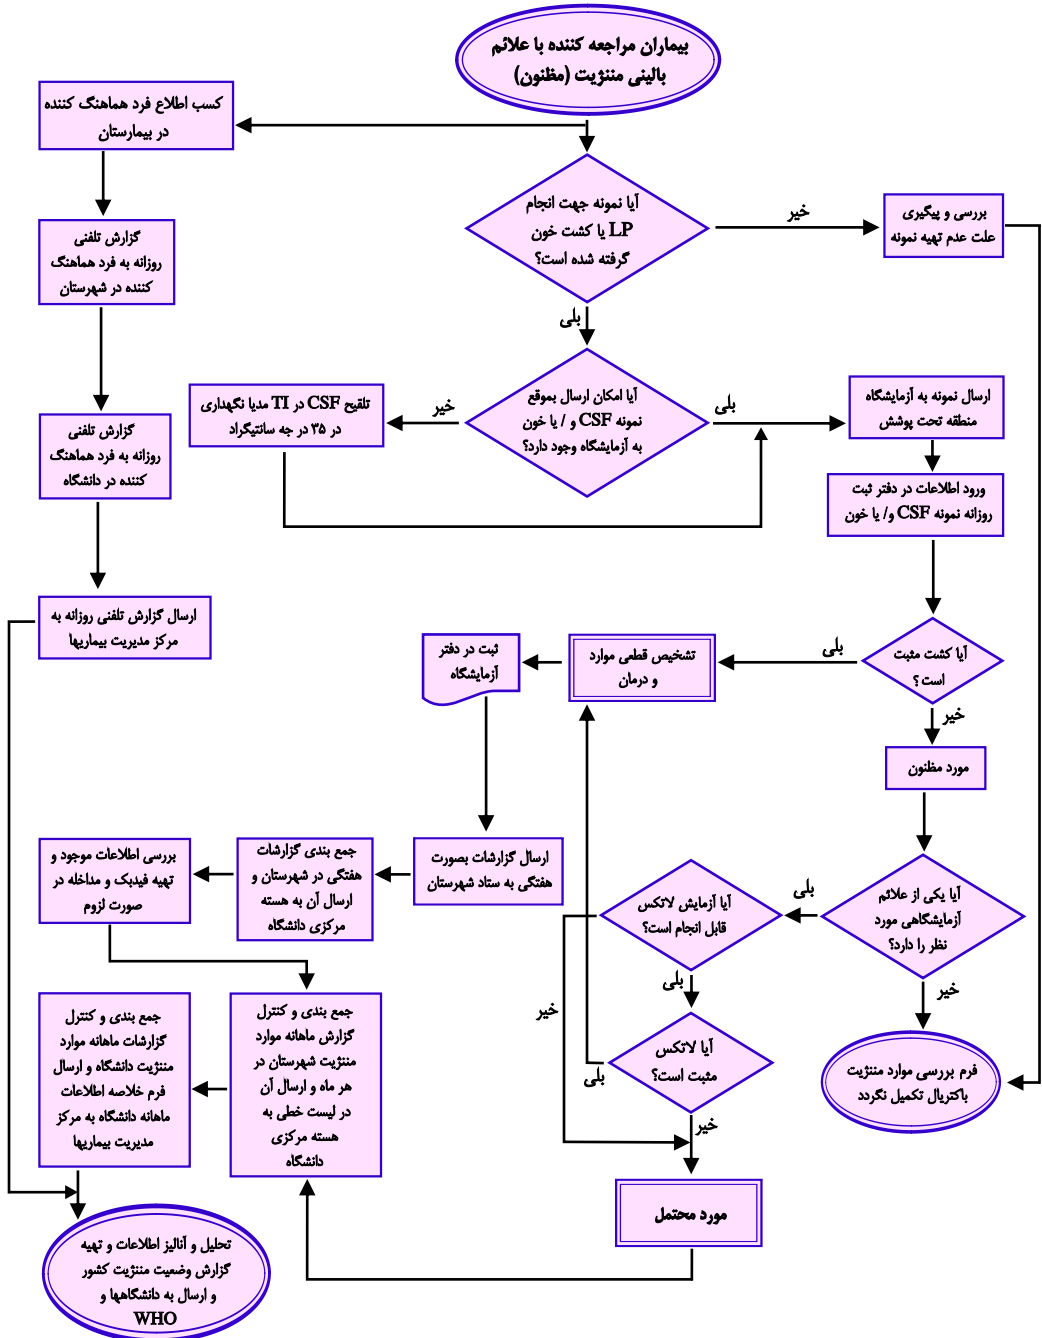 بیماران مراجعه کننده با علائم
بالینی مننژیت (مظنون)
کسب اطلاع فرد هماهنگ کننده
در بیمارستان
آیا نمونه جهت انجام
LP یا کشت خون
گرفته شده است؟
خیر
بررسی و پیگیری
علت عدم تهیه نمونه
گزارش تلفنی
روزانه به فرد هماهنگ
کننده در شهرستان
بلی
آیا امکان ارسال بموقع
نمونه CSF و / یا خون
به آزمایشگاه وجود دارد؟
بلی
خیر
ارسال نمونه به آزمایشگاه
منطقه تحت پوشش
تلقیح CSF در TI مدیا نگهداری
در ۳۵ در جه سانتیگراد
گزارش تلفنی
روزانه به فرد هماهنگ
کننده در دانشگاه
ورود اطلاعات در دفتر ثبت
روزانه نمونه CSF و/ یا خون
ارسال گزارش تلفنی روزانه به
مرکز مدیریت بیماریها
آیا کشت مثبت
است؟
بلی
تشخیص قطعی موارد
و درمان
ثبت در دفتر
آزمایشگاه
خیر
مورد مظنون
ارسال گزارشات بصورت
هفتگی به ستاد شهرستان
جمع بندی گزارشات
هفتگی در شهرستان و
ارسال آن به هسته
مرکزی دانشگاه
بررسی اطلاعات موجود و
تهیه فیدبک و مداخله در
صورت لزوم
آیا یکی از علائم
آزمایشگاهی مورد
نظر را دارد؟
بلی
آیا آزمایش لاتکس
قابل انجام است؟
خیر
بلی
خیر
آیا لاتکس
مثبت است؟
بلی
خیر
فرم بررسی موارد مننژیت
باکتریال تکمیل نگردد
جمع بندی و کنترل
گزارش ماهانه موارد
مننژیت شهرستان در
هر ماه و ارسال آن
در لیست خطی به
هسته مرکزی
دانشگاه
جمع بندی و کنترل
گزارشات ماهانه موارد
مننژیت دانشگاه و ارسال
فرم خلاصه اطلاعات
ماهانه دانشگاه به مرکز
مدیریت بیماریها
مورد محتمل
تحلیل و آنالیز اطلاعات و تهیه
گزارش وضعیت مننژیت کشور
و ارسال به دانشگاهها و
WHO